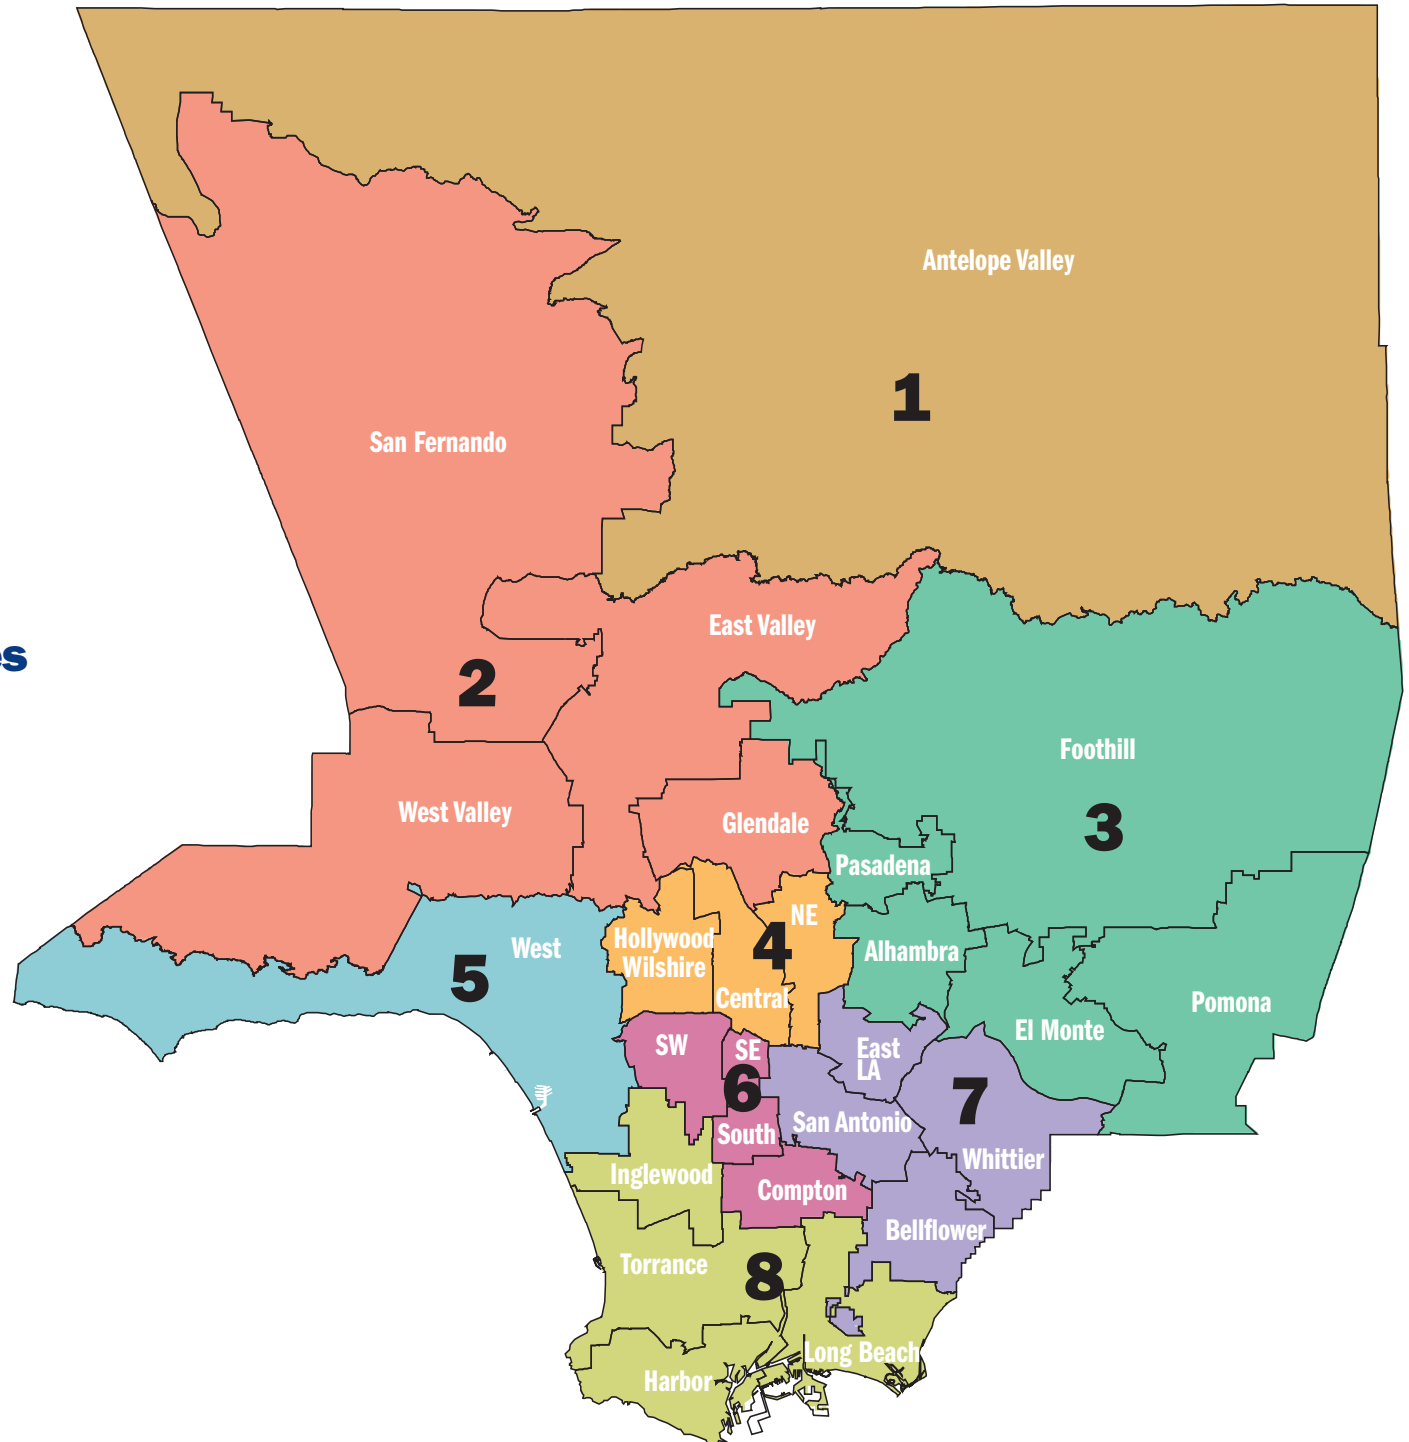 Antelope Valley
1
San Fernando
East Valley
es
2
Foothill
West Valley
Glendale
3
Pasadena
NE
Hollywood
Wilshire
4
Alhambra
West
5
Central
Pomona
El Monte
SW
SE
East
LA
6
7
San Antonio
South
Whittier
Inglewood
Compton
Bellflower
Torrance
8
Long Beach
Harbor